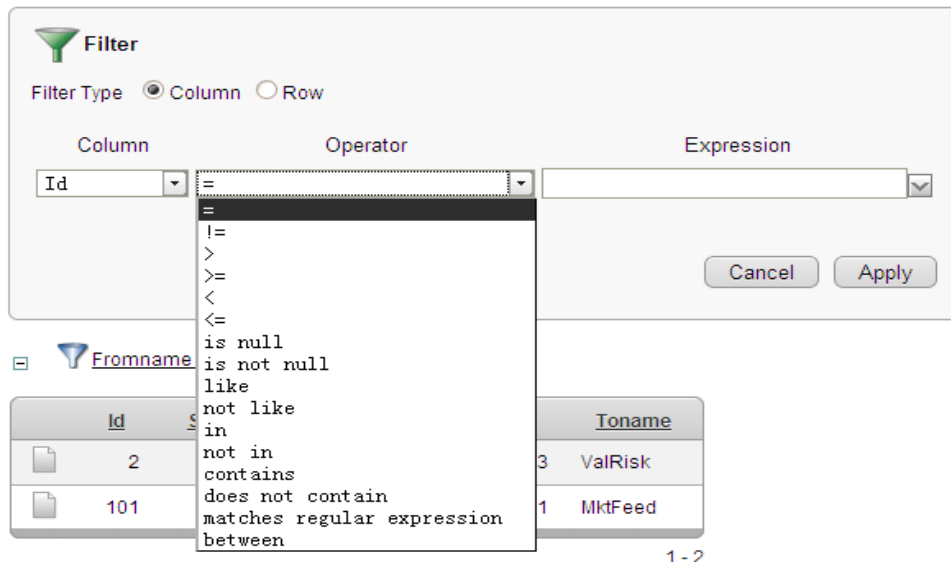 Filter
Filter Type Column Row
Column Operator Expression
Id =
=
!=
>
>=
<
<=
is null
is not null
like
not like
in
not in
contains
does not contain
matches regular expression
between
Cancel Apply
Fromname
Id Toname
2 3 ValRisk
101 1 MktFeed
1 - 2